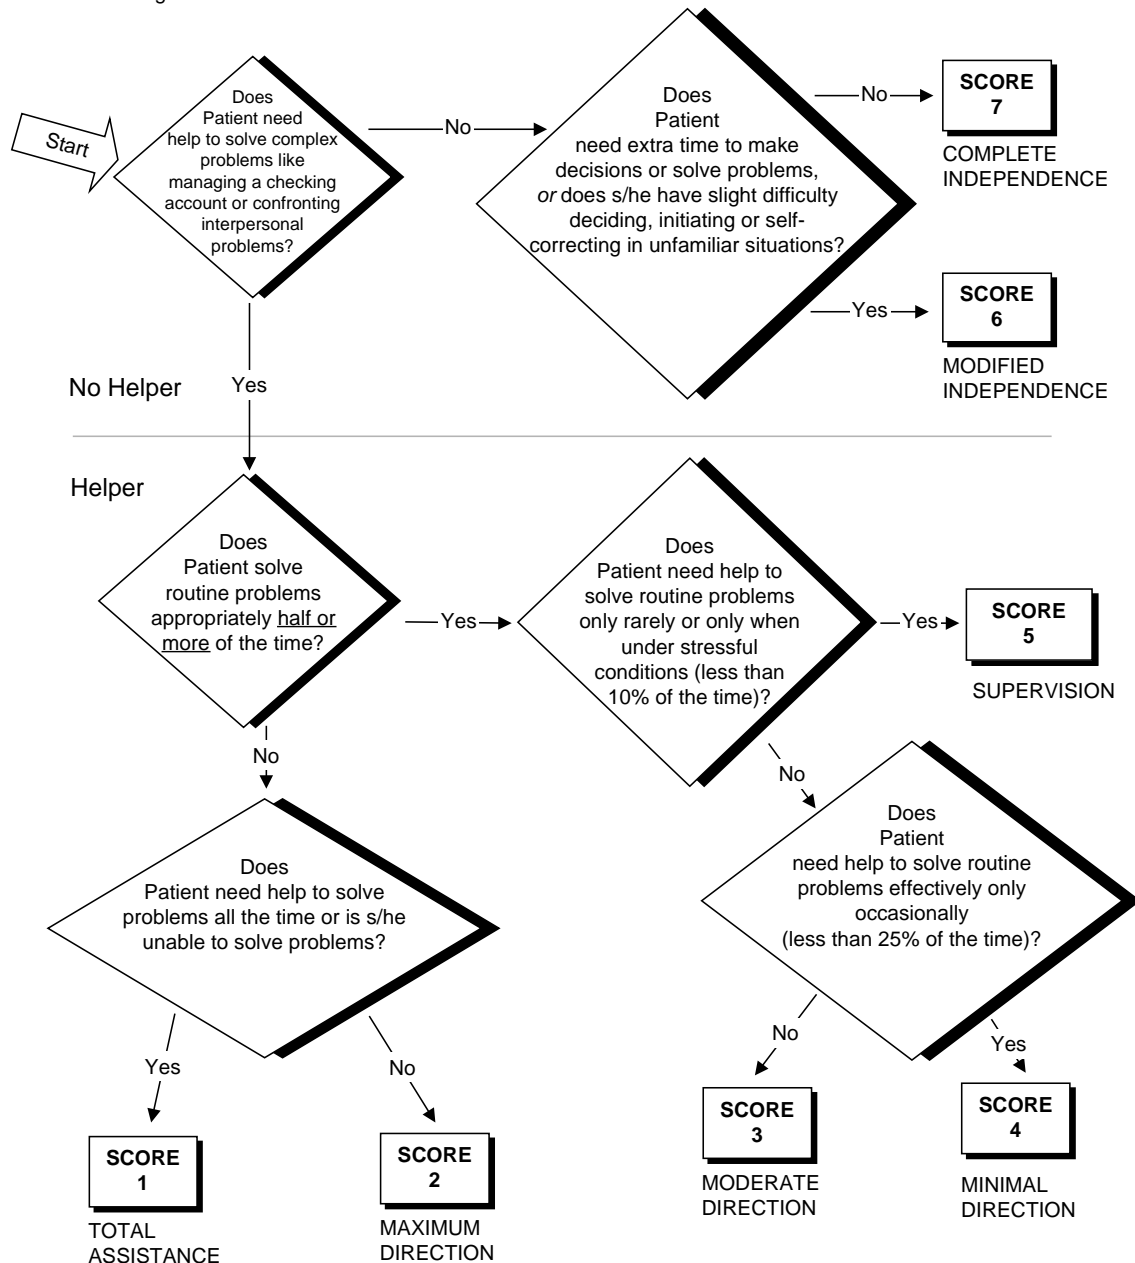 Start
Does
Patient need
help to solve complex
problems like
managing a checking
account or confronting
interpersonal
problems?
No
Does
Patient
need extra time to make
decisions or solve problems,
or does s/he have slight difficulty
deciding, initiating or self-
correcting in unfamiliar situations?
No
SCORE
7
COMPLETE
INDEPENDENCE
Yes
SCORE
6
MODIFIED
INDEPENDENCE
No Helper
Yes
Helper
Does
Patient solve
routine problems
appropriately half or
more of the time?
Yes
Does
Patient need help to
solve routine problems
only rarely or only when
under stressful
conditions (less than
10% of the time)?
Yes
SCORE
5
SUPERVISION
No
Does
Patient need help to solve
problems all the time or is s/he
unable to solve problems?
No
Does
Patient
need help to solve routine
problems effectively only
occasionally
(less than 25% of the time)?
Yes
SCORE
1
TOTAL
ASSISTANCE
No
SCORE
2
MAXIMUM
DIRECTION
No
SCORE
3
MODERATE
DIRECTION
Yes
SCORE
4
MINIMAL
DIRECTION